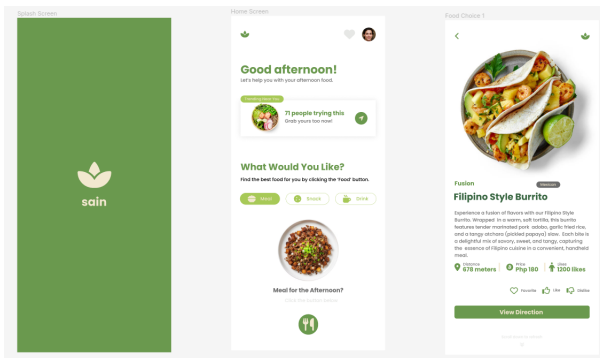 Splash Screen
sain
Home Screen
Good afternoon!
Let's help you with your afternoon food.
Trending Near You
71 people trying this
Grab yours too now!
What Would You Like?
Find the best food for you by clicking the 'Food' button.
Meal
Snack
Drink
Meal for the Afternoon?
Food Choice 1
Fusion
Mexican
Filipino Style Burrito
Experience a fusion of flavors with our Filipino Style
Burrito. Wrapped in a warm, soft tortilla, this burrito
features tender marinated pork adobo, garlic fried rice,
and a tangy atchara (pickled papaya) slaw. Each bite is
a delightful mix of savory, sweet, and tangy, capturing
the essence of Filipino cuisine in a convenient, handheld
meal.
Distance
678 meters
Price
Php 180
Likes
1200 likes
Favorite
Like
Dislike
View Direction